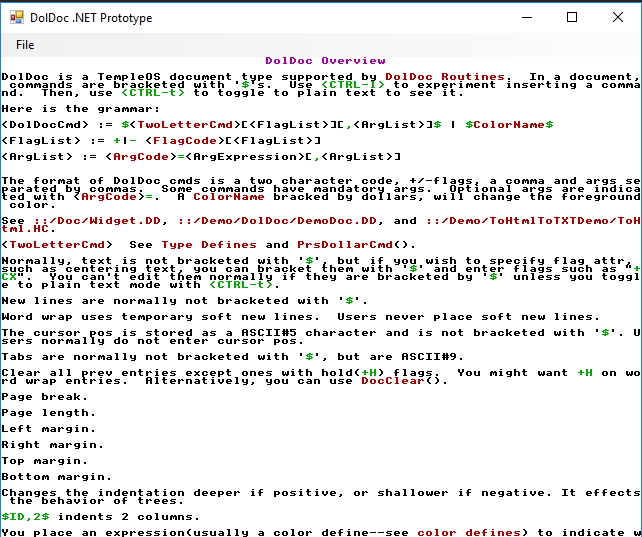 DolDoc .NET Prototype
File
DolDoc Overview
DolDoc is a TempleOS document type supported by DolDoc Routines.  In a document,
commands are bracketed with '$'s.  Use <CTRL-l> to experiment inserting a comma
nd.  Then, use <CTRL-t> to toggle to plain text to see it.
Here is the grammar:
<DolDocCmd> := $<TwoLetterCmd>[<FlagList>][,<ArgList>]$ | $ColorName$
<FlagList> := +|- <FlagCode>[<FlagList>]
<ArgList> := <ArgCode>=<ArgExpression>[,<ArgList>]
The format of DolDoc cmds is a two character code, +/-flags, a comma and args se
parated by commas.  Some commands have mandatory args.  Optional args are indica
ted with <ArgCode>=.  A ColorName bracked by dollars, will change the foreground
color.
See ::/Doc/Widget.DD, ::/Demo/DolDoc/DemoDoc.DD, and ::/Demo/ToHtmlToTXTDemo/ToH
tml.HC.
<TwoLetterCmd>  See Type Defines and PrsDollarCmd().
Normally, text is not bracketed with '$', but if you wish to specify flag attr,
such as centering text, you can bracket them with '$' and enter flags such as "+
CX".  You can't edit them normally if they are bracketed by '$' unless you toggl
e to plain text mode with <CTRL-t>.
New lines are normally not bracketed with '$'.
Word wrap uses temporary soft new lines.  Users never place soft new lines.
The cursor pos is stored as a ASCII#5 character and is not bracketed with '$'. U
sers normally do not enter cursor pos.
Tabs are normally not bracketed with '$', but are ASCII#9.
Clear all prev entries except ones with hold(+H) flags.  You might want +H on wo
rd wrap entries.  Alternatively, you can use DocClear().
Page break.
Page length.
Left margin.
Right margin.
Top margin.
Bottom margin.
Changes the indentation deeper if positive, or shallower if negative. It effects
the behavior of trees.
$ID,2$ indents 2 columns.
You place an expression(usually a color define--see color defines) to indicate w